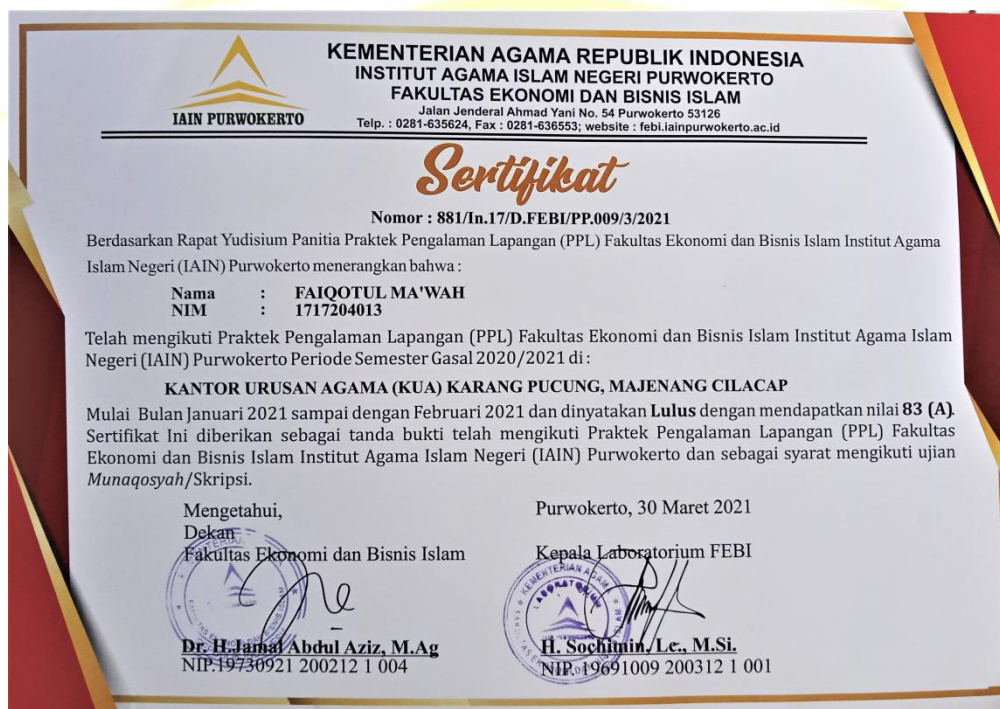 IAIN PURWOKERTO
KEMENTERIAN AGAMA REPUBLIK INDONESIA
INSTITUT AGAMA ISLAM NEGERI PURWOKERTO
FAKULTAS EKONOMI DAN BISNIS ISLAM
Jalan Jenderal Ahmad Yani No. 54 Purwokerto 53126
Telp. : 0281-635624, Fax : 0281-636553; website : febi.iainpurwokerto.ac.id
Sertifikat
Nomor : 881/In.17/D.FEBI/PP.009/3/2021
Berdasarkan Rapat Yudisium Panitia Praktek Pengalaman Lapangan (PPL) Fakultas Ekonomi dan Bisnis Islam Institut Agama
Islam Negeri (IAIN) Purwokerto menerangkan bahwa :
Nama : FAIQOTUL MA'WAH
NIM : 1717204013
Telah mengikuti Praktek Pengalaman Lapangan (PPL) Fakultas Ekonomi dan Bisnis Islam Institut Agama Islam
Negeri (IAIN) Purwokerto Periode Semester Gasal 2020/2021 di :
KANTOR URUSAN AGAMA (KUA) KARANG PUCUNG, MAJENANG CILACAP
Mulai Bulan Januari 2021 sampai dengan Februari 2021 dan dinyatakan Lulus dengan mendapatkan nilai 83 (A).
Sertifikat Ini diberikan sebagai tanda bukti telah mengikuti Praktek Pengalaman Lapangan (PPL) Fakultas
Ekonomi dan Bisnis Islam Institut Agama Islam Negeri (IAIN) Purwokerto dan sebagai syarat mengikuti ujian
Munaqosyah/Skripsi.
Mengetahui,
Dekan
Fakultas Ekonomi dan Bisnis Islam
Dr. H. Jamal Abdul Aziz, M.Ag
NIP.19730921 200212 1 004
Purwokerto, 30 Maret 2021
Kepala Laboratorium FEBI
KEMENTERIAN AGAMA
LABORATORIUM
H. Sochimin, Lc., M.Si.
NIP. 19691009 200312 1 001